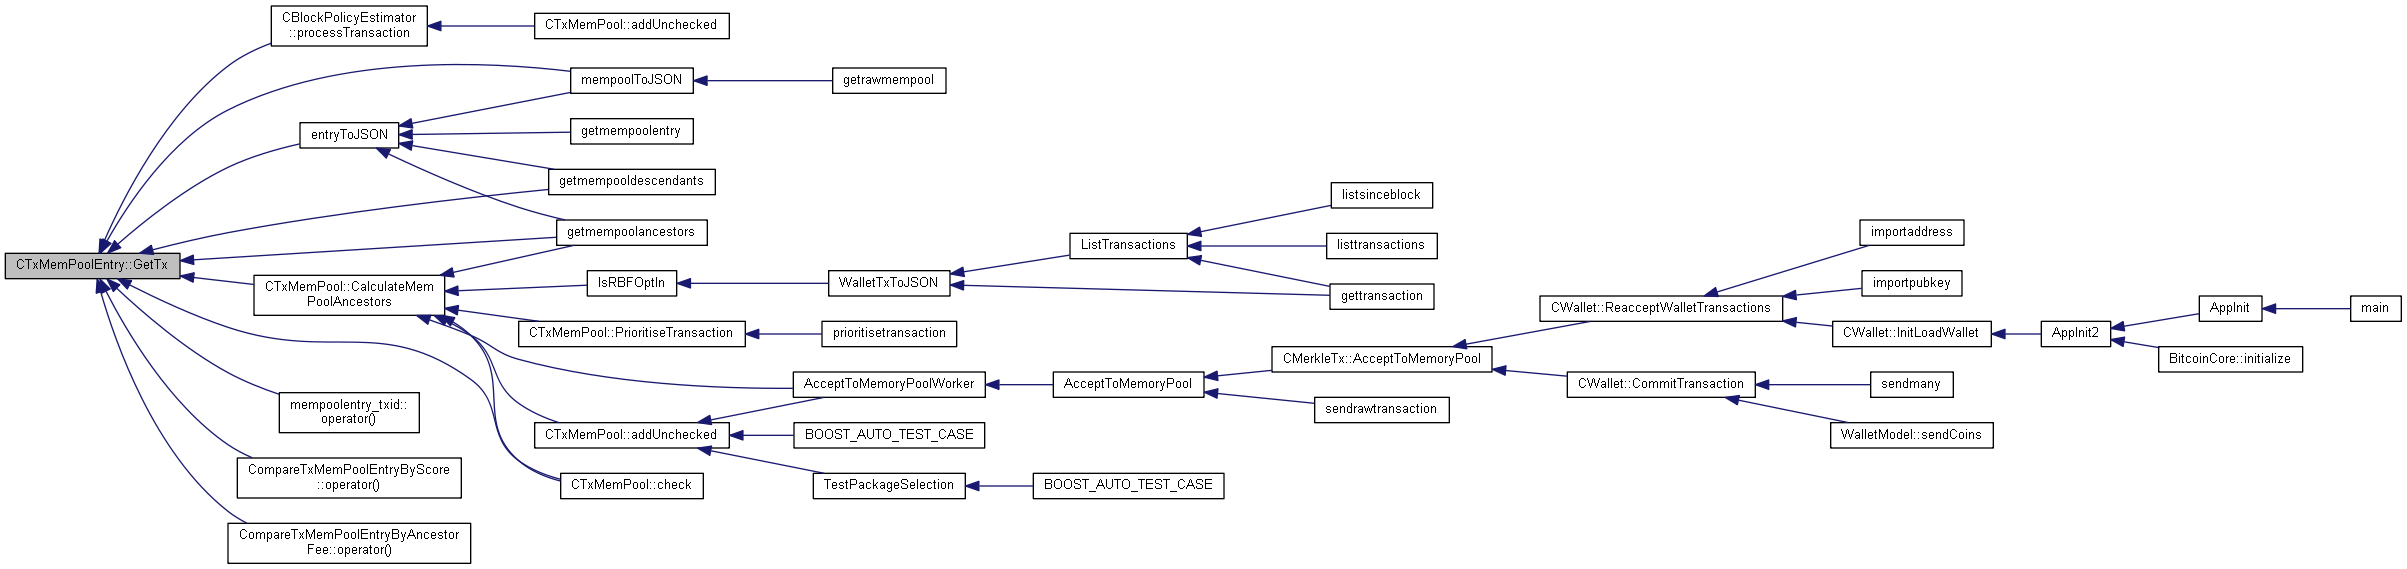 CBlockPolicyEstimator
::processTransaction
CTxMemPool::addUnchecked
mempoolToJSON
getrawmempool
entryToJSON
getmempoolentry
getmempooldescendants
getmempoolancestors
CTxMemPoolEntry::GetTx
CTxMemPool::CalculateMem
PoolAncestors
IsRBFOptIn
WalletTxToJSON
ListTransactions
listsinceblock
listtransactions
gettransaction
CTxMemPool::PrioritiseTransaction
prioritisetransaction
AcceptToMemoryPoolWorker
AcceptToMemoryPool
CMerkleTx::AcceptToMemoryPool
sendrawtransaction
CWallet::ReacceptWalletTransactions
importaddress
importpubkey
CWallet::InitLoadWallet
AppInit2
AppInit
main
BitcoinCore::initialize
CWallet::CommitTransaction
sendmany
WalletModel::sendCoins
mempoolentry_txid::
operator()
CTxMemPool::addUnchecked
BOOST_AUTO_TEST_CASE
TestPackageSelection
BOOST_AUTO_TEST_CASE
CTxMemPool::check
CompareTxMemPoolEntryByScore
::operator()
CompareTxMemPoolEntryByAncestor
Fee::operator()